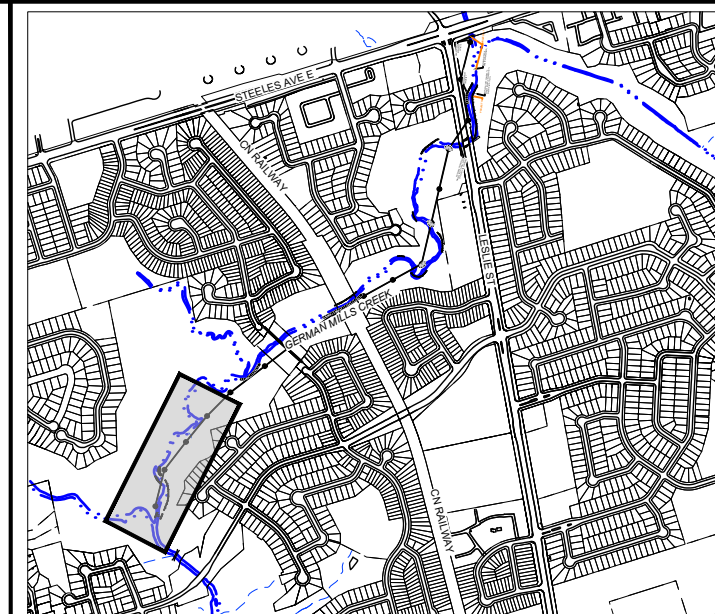 STEELES AVE E
CN RAILWAY
LESLIE ST
GERMAN MILLS CREEK
CN RAILWAY